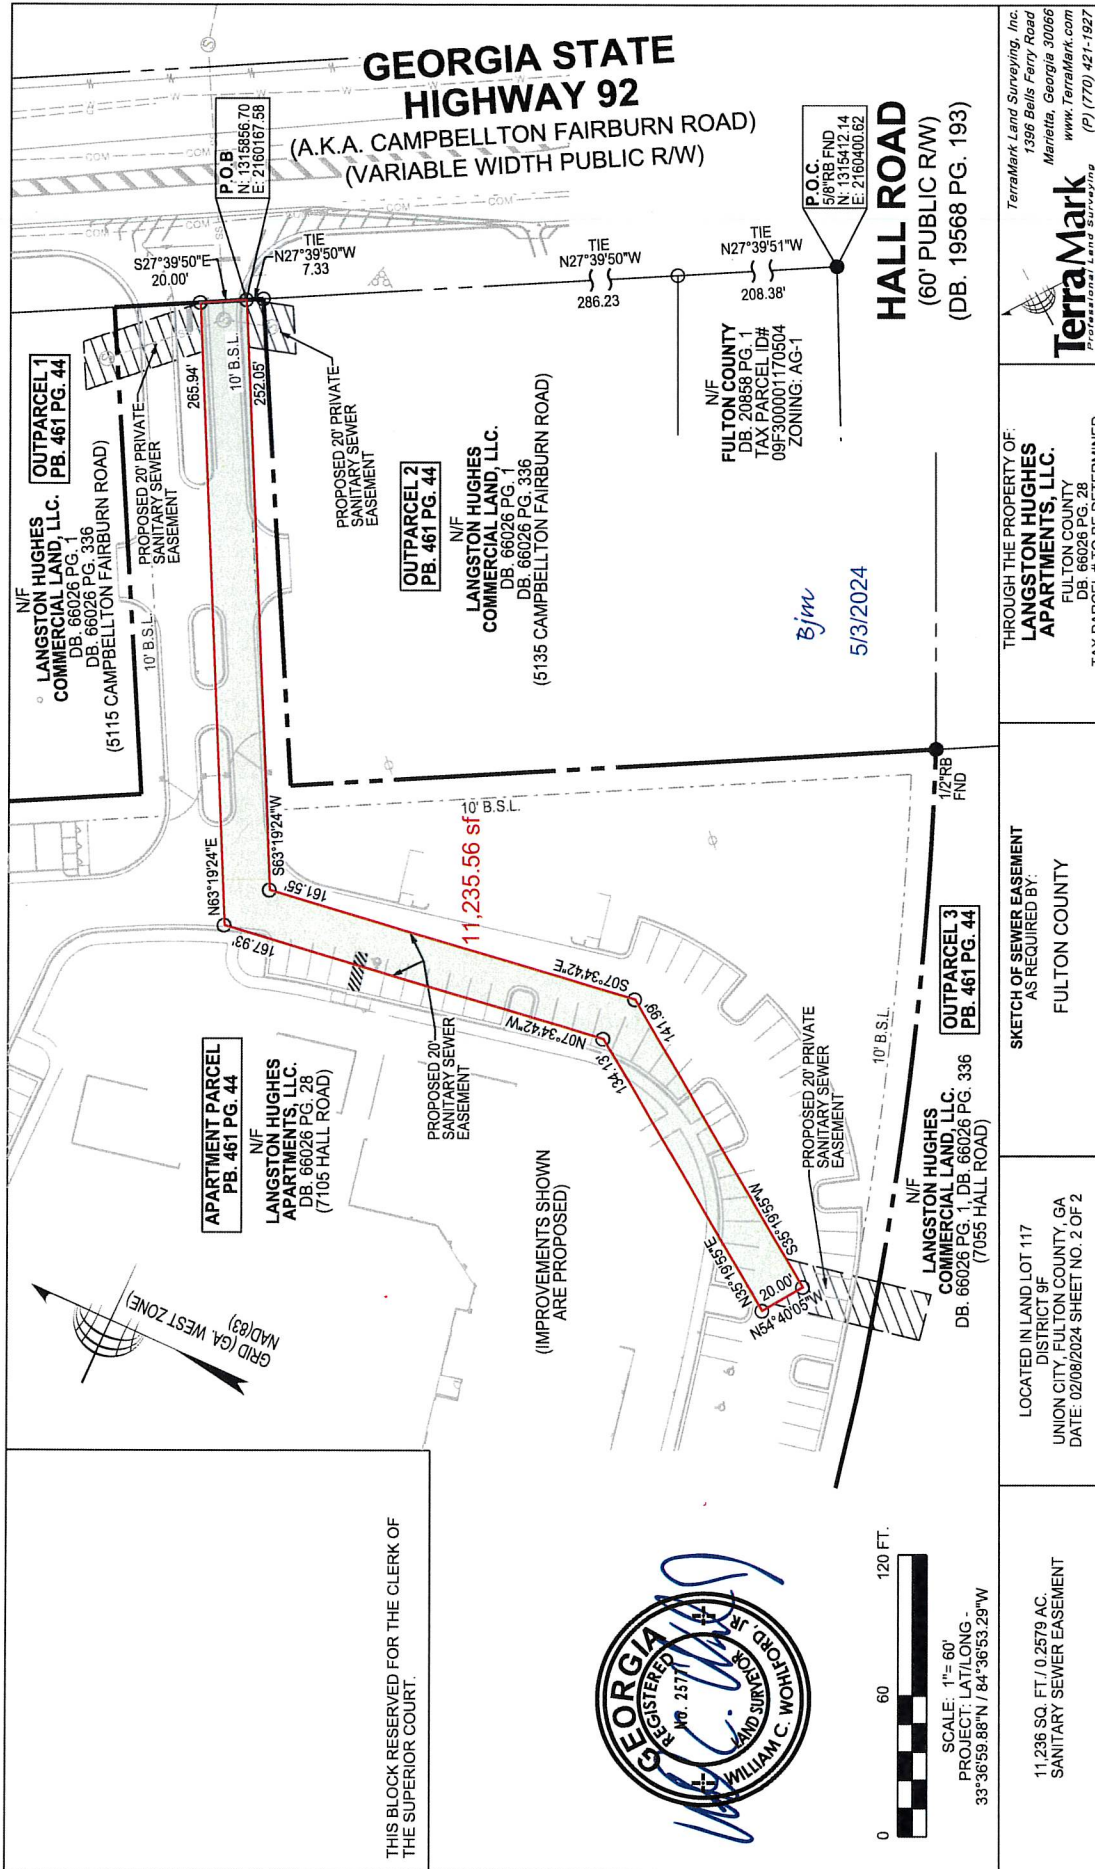 GEORGIA STATE
HIGHWAY 92
(A.K.A. CAMPBELLTON FAIRBURN ROAD)
(VARIABLE WIDTH PUBLIC R/W)
P.O.B.
N: 1315856.70
E: 2160167.58
S27°39'50"E
20.00'
TIE
N27°39'50"W
7.33
TIE
N27°39'50"W
286.23
TIE
N27°39'51"W
208.38'
P.O.C.
5/8"RB FND
N: 1315412.14
E: 2160400.62
HALL ROAD
(60' PUBLIC R/W)
(DB. 19568 PG. 193)
N/F
LANGSTON HUGHES
COMMERCIAL LAND, LLC.
DB. 66026 PG. 1
DB. 66026 PG. 336
(5115 CAMPBELLTON FAIRBURN ROAD)
OUTPARCEL 1
PB. 461 PG. 44
PROPOSED 20' PRIVATE
SANITARY SEWER
EASEMENT
10' B.S.L.
265.94'
10' B.S.L.
252.05'
PROPOSED 20' PRIVATE
SANITARY SEWER
EASEMENT
OUTPARCEL 2
PB. 461 PG. 44
N/F
LANGSTON HUGHES
COMMERCIAL LAND, LLC.
DB. 66026 PG. 1
DB. 66026 PG. 336
(5135 CAMPBELLTON FAIRBURN ROAD)
N/F
FULTON COUNTY
DB. 20858 PG. 1
TAX PARCEL ID#
09F300001170504
ZONING: AG-1
Bjm
5/3/2024
N63°19'24"E
S63°19'24"W
167.93'
161.55'
10' B.S.L.
11,235.56 sf
1/2"RB
FND
N07°34'42"W
S07°34'42"E
134.13'
141.99'
N35°19'55"E
S35°19'55"W
20.00'
N54°40'05"W
APARTMENT PARCEL
PB. 461 PG. 44
N/F
LANGSTON HUGHES
APARTMENTS, LLC.
DB. 66026 PG. 28
(7105 HALL ROAD)
PROPOSED 20'
SANITARY SEWER
EASEMENT
(IMPROVEMENTS SHOWN
ARE PROPOSED)
PROPOSED 20' PRIVATE
SANITARY SEWER
EASEMENT
10' B.S.L.
OUTPARCEL 3
PB. 461 PG. 44
N/F
LANGSTON HUGHES
COMMERCIAL LAND, LLC.
DB. 66026 PG. 1, DB. 66026 PG. 336
(7055 HALL ROAD)
GRID (GA. WEST ZONE)
NAD(83)
THIS BLOCK RESERVED FOR THE CLERK OF
THE SUPERIOR COURT.
GEORGIA
REGISTERED
NO. 2577
LAND SURVEYOR
WILLIAM C. WOHLFORD, JR.
0 60 120 FT.
SCALE: 1"= 60'
PROJECT: LAT/LONG -
33°36'59.88"N / 84°36'53.29"W
11,236 SQ. FT./ 0.2579 AC.
SANITARY SEWER EASEMENT
LOCATED IN LAND LOT 117
DISTRICT 9F
UNION CITY, FULTON COUNTY, GA
DATE: 02/08/2024 SHEET NO. 2 OF 2
SKETCH OF SEWER EASEMENT
AS REQUIRED BY:
FULTON COUNTY
THROUGH THE PROPERTY OF:
LANGSTON HUGHES
APARTMENTS, LLC.
FULTON COUNTY
DB. 66026 PG. 28
TAX PARCEL # TO BE DETERMINED
TerraMark Land Surveying, Inc.
1396 Bells Ferry Road
Marietta, Georgia 30066
www.TerraMark.com
(P) (770) 421-1927
TerraMark
Professional Land Surveying